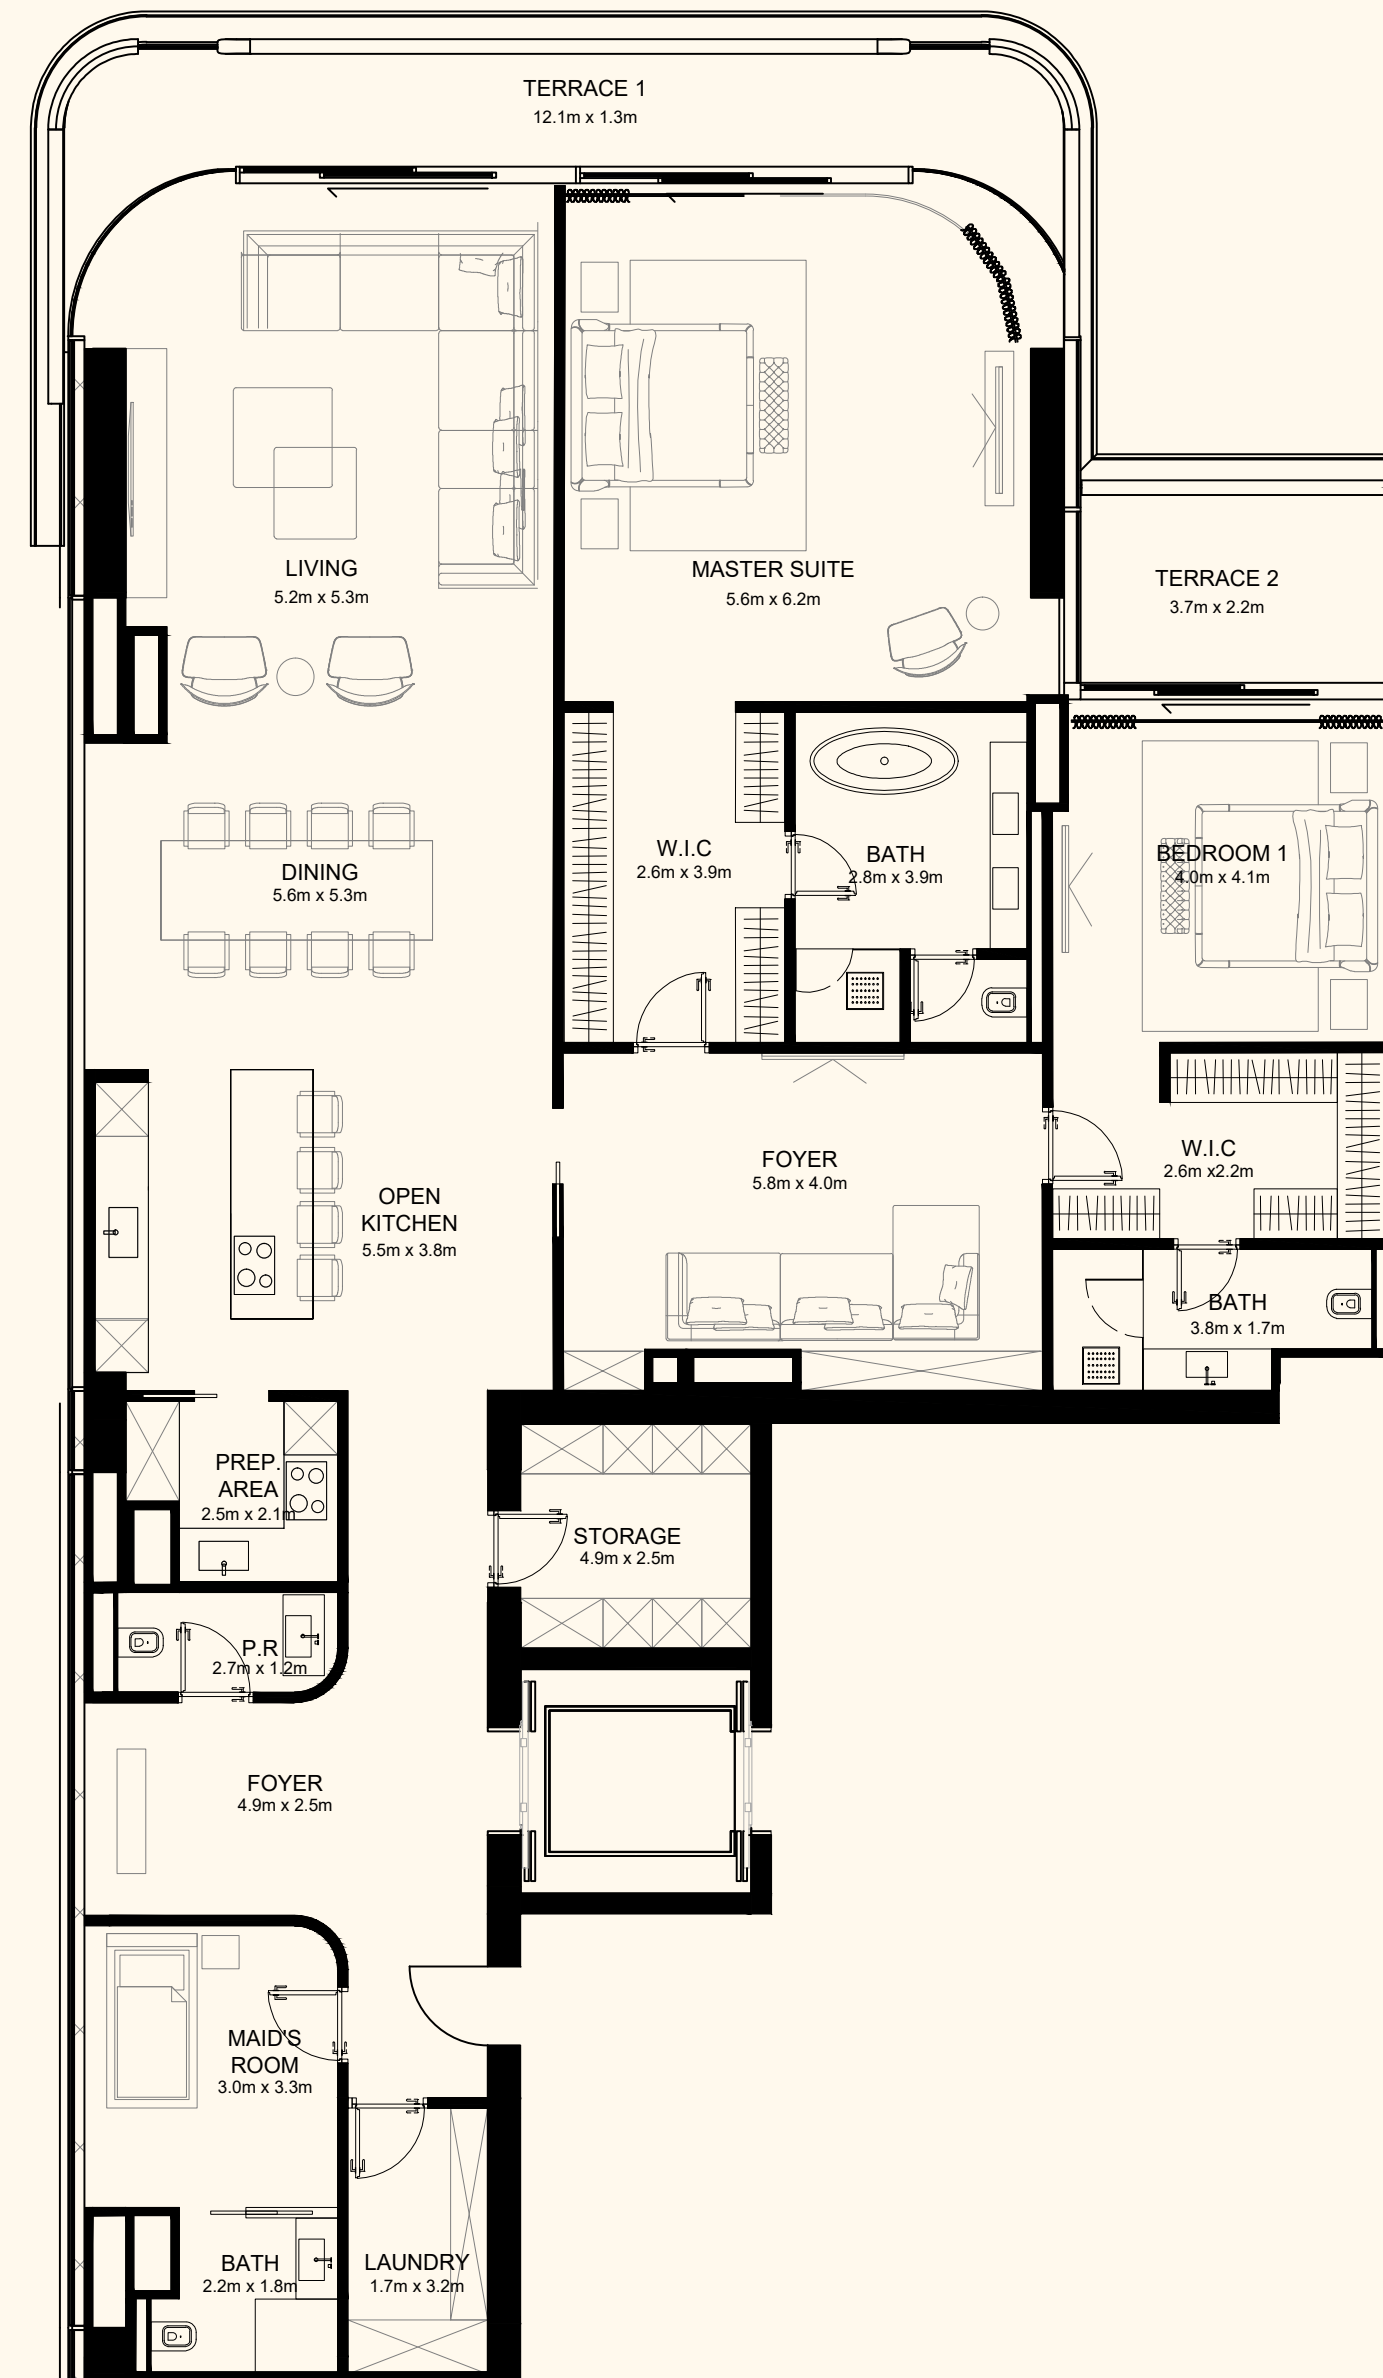 TERRACE 1
12.1m x 1.3m
LIVING
5.2m x 5.3m
MASTER SUITE
5.6m x 6.2m
TERRACE 2
3.7m x 2.2m
DINING
5.6m x 5.3m
W.I.C
2.6m x 3.9m
BATH
2.8m x 3.9m
BEDROOM 1
4.0m x 4.1m
OPEN
KITCHEN
5.5m x 3.8m
FOYER
5.8m x 4.0m
W.I.C
2.6m x2.2m
BATH
3.8m x 1.7m
PREP.
AREA
2.5m x 2.1m
STORAGE
4.9m x 2.5m
P.R
2.7m x 1.2m
FOYER
4.9m x 2.5m
MAID'S
ROOM
3.0m x 3.3m
BATH
2.2m x 1.8m
LAUNDRY
1.7m x 3.2m